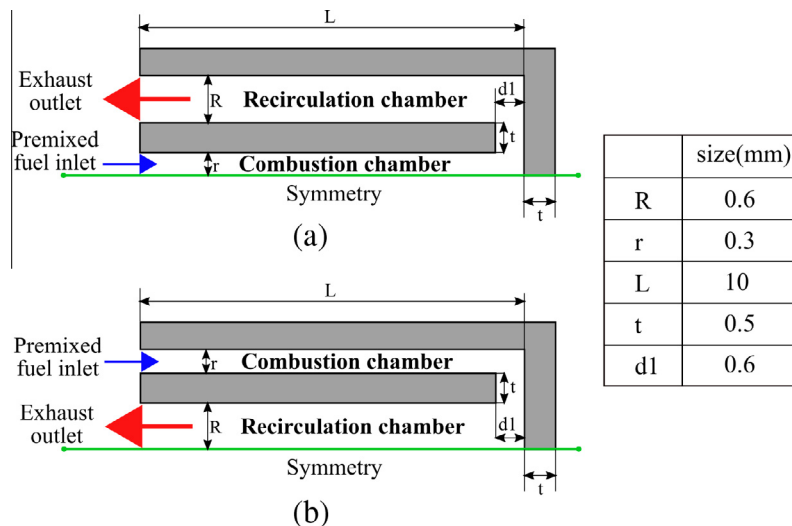 L
Exhaust
outlet
R
Recirculation chamber
d1
t
Premixed
fuel inlet
r
Combustion chamber
Symmetry
t
(a)
L
Premixed
fuel inlet
r
Combustion chamber
t
Exhaust
outlet
R
Recirculation chamber
d1
Symmetry
t
(b)
size(mm)
R 0.6
r 0.3
L 10
t 0.5
d1 0.6